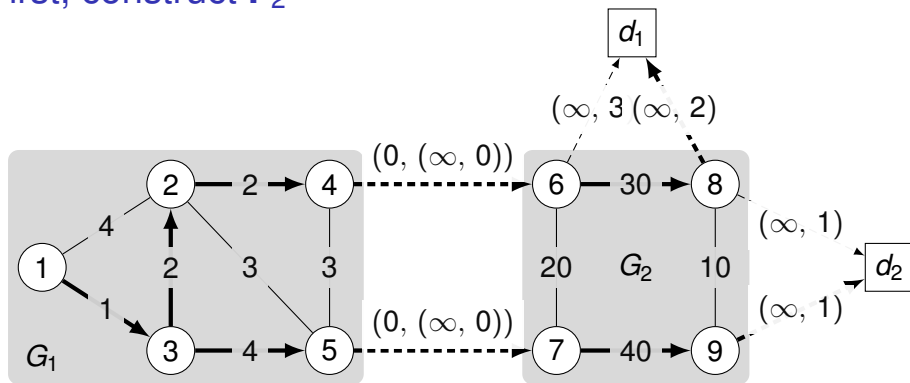 irst, construct F₂
d₁
(∞, 3 (∞, 2)
(0, (∞, 0))
2 2 4 6 30 8
4 (∞, 1)
1 2 3 3 20 G₂ 10 d₂
1 (0, (∞, 0)) (∞, 1)
G₁ 3 4 5 7 40 9